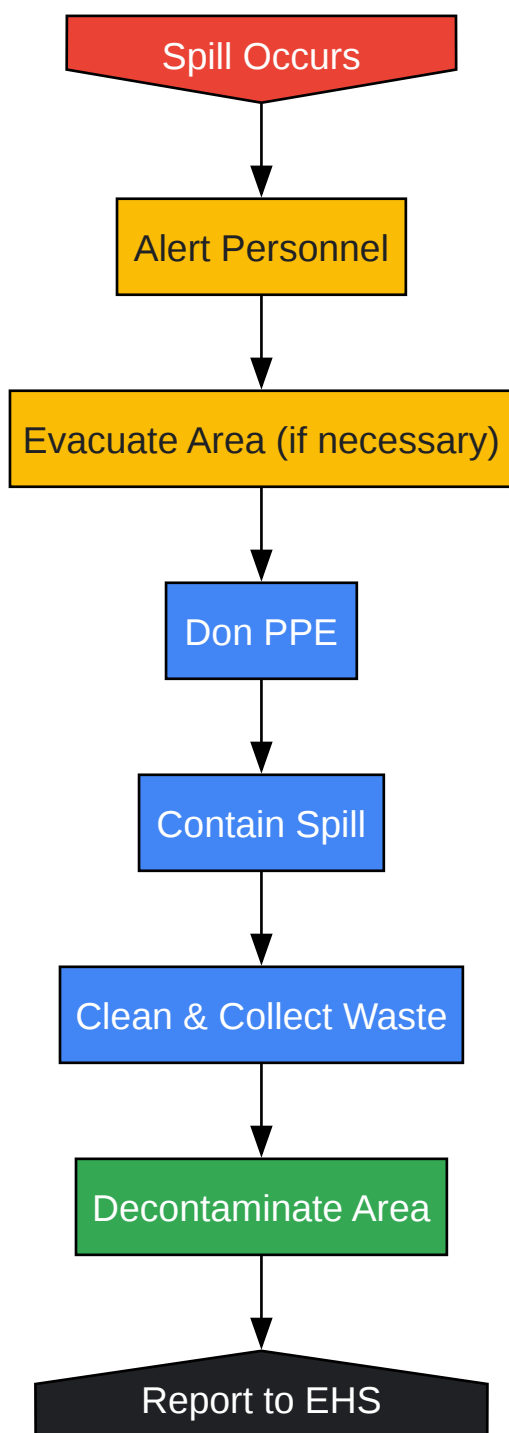 Spill Occurs
Alert Personnel
Evacuate Area (if necessary)
Don PPE
Contain Spill
Clean & Collect Waste
Decontaminate Area
Report to EHS